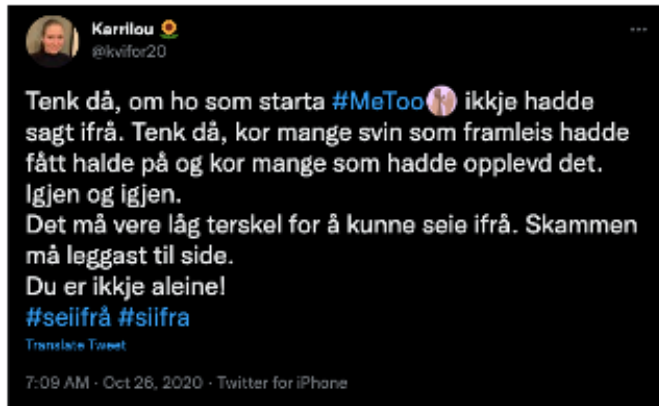 Karrilou 🌻
@kvifor20
Tenk då, om ho som starta #MeToo ikkje hadde
sagt ifrå. Tenk då, kor mange svin som framleis hadde
fått halde på og kor mange som hadde opplevd det.
Igjen og igjen.
Det må vere låg terskel for å kunne seie ifrå. Skammen
må leggast til side.
Du er ikkje aleine!
#seiifrå #siifra
Translate Tweet
7:09 AM · Oct 26, 2020 · Twitter for iPhone